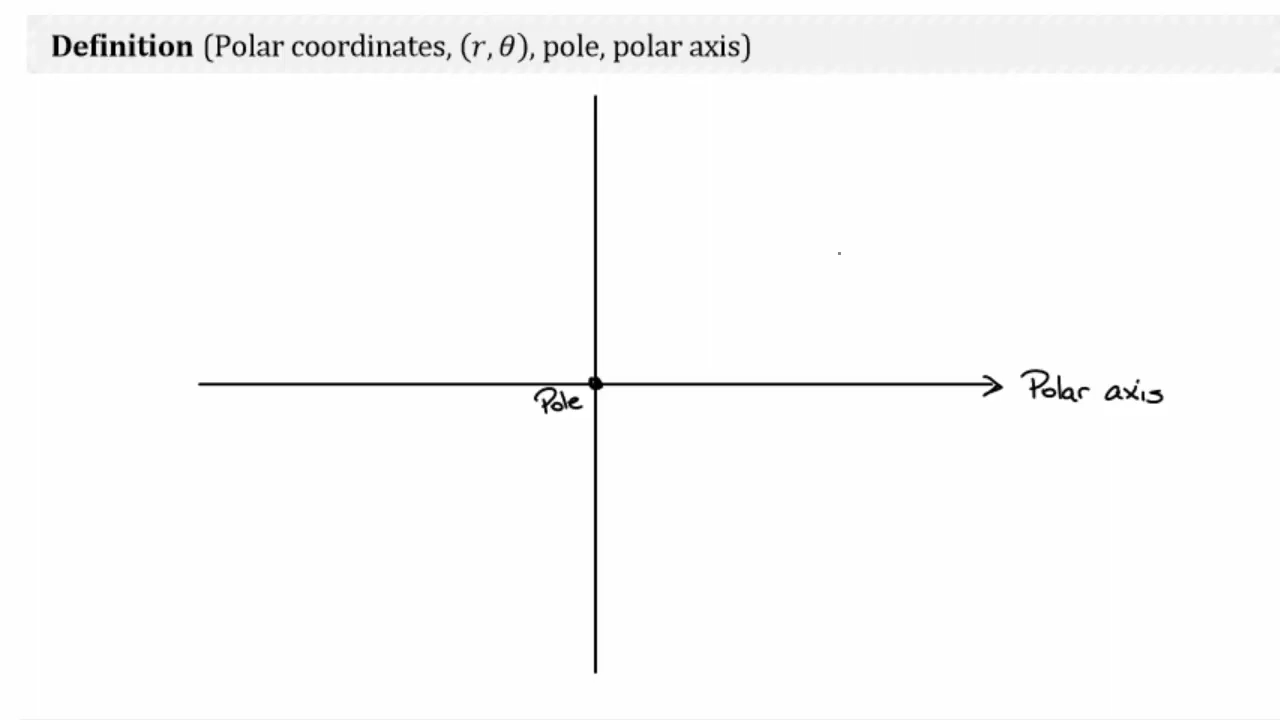 Definition (Polar coordinates, (r, θ), pole, polar axis)
Pole
Polar axis